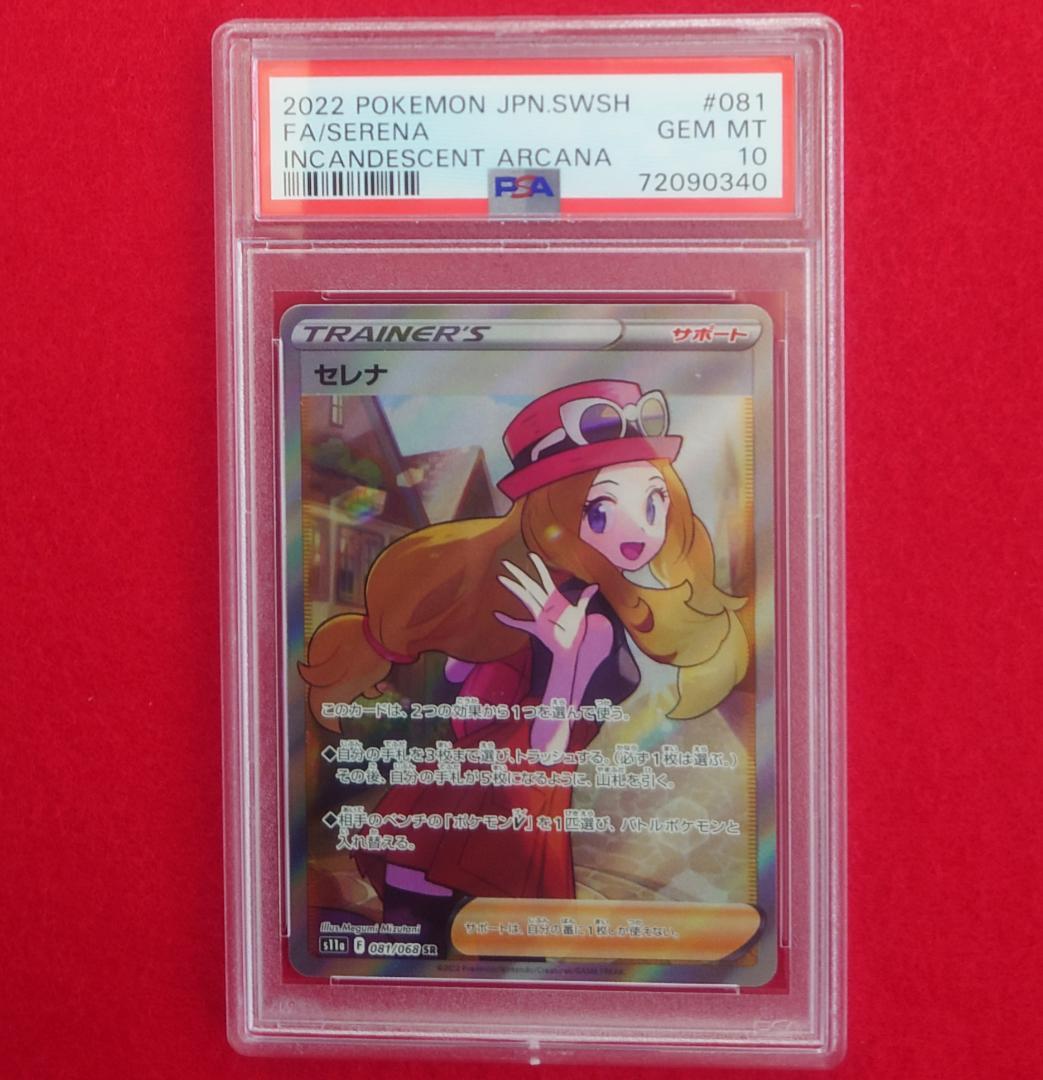 2022 POKEMON JPN.SWSH #081
FA/SERENA GEM MT
INCANDESCENT ARCANA 10
PSA 72090340
TRAINER'S サポート
セレナ
このカードは、2つの効果から1つを選んで使う。
◆自分の手札を3枚まで選び、トラッシュする。(必ず1枚は選ぶ。)
その後、自分の手札が5枚になるように、山札を引く。
◆相手のベンチの「ポケモンV」を1匹選び、バトルポケモンと
入れ替える。
Illus.Megumi Mizutani
サポートは、自分の番に1枚しか使えない。
s11a F 081/068 SR
©2022 Pokémon/Nintendo/Creatures/GAME FREAK.